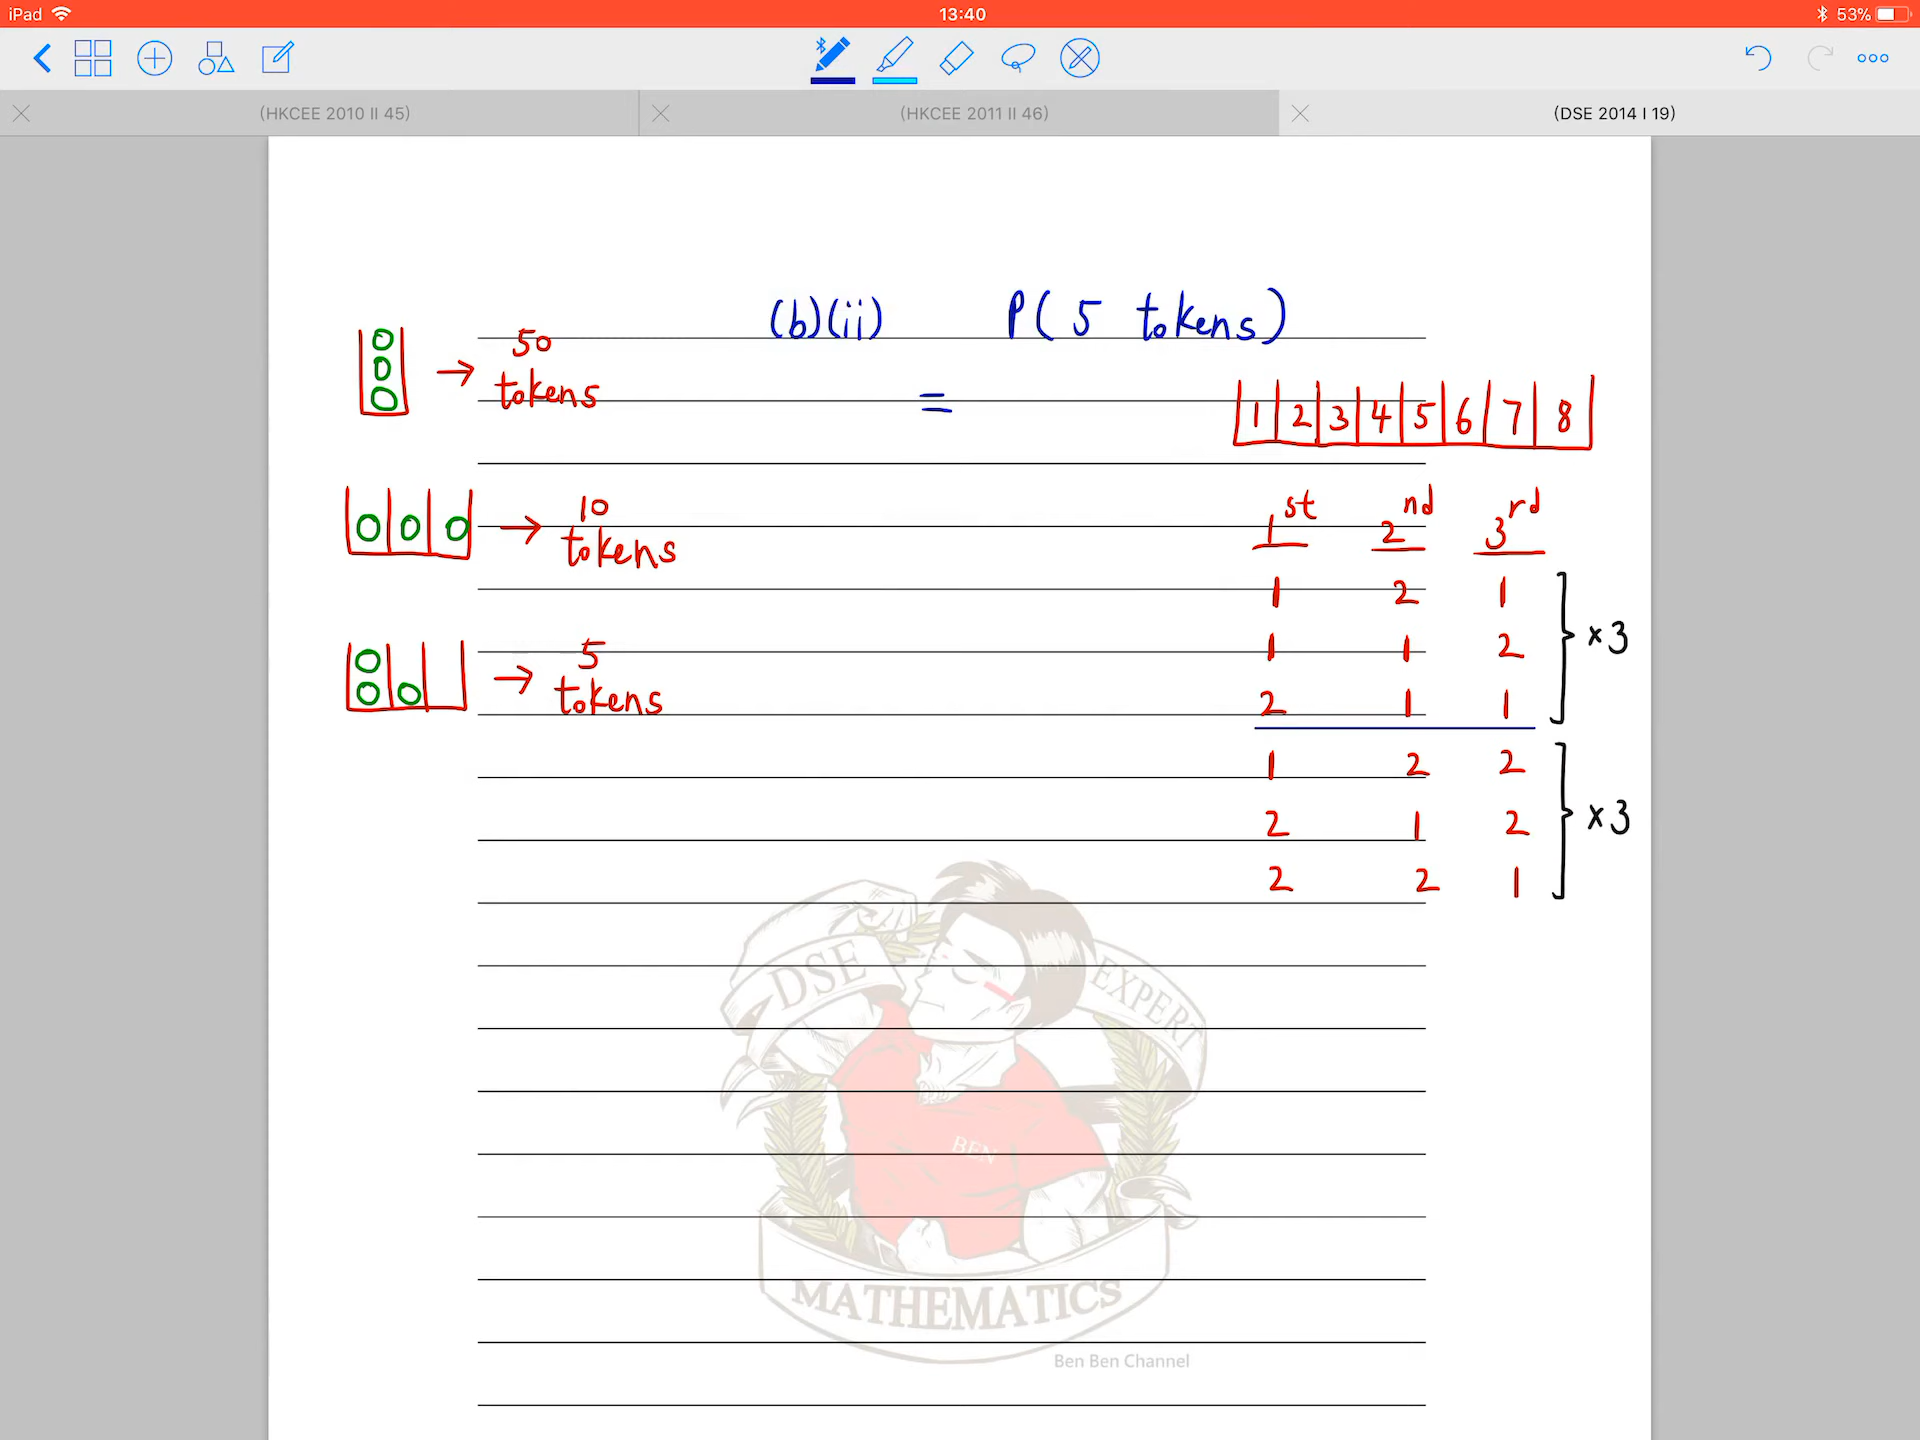 iPad 13:40 53%
(HKCEE 2010 II 45) (HKCEE 2011 II 46) (DSE 2014 I 19)
(b)(ii) P( 5 tokens )
50
tokens
=
1 2 3 4 5 6 7 8
10
tokens
1st 2nd 3rd
1 2 1
1 1 2
2 1 1
×3
5
tokens
1 2 2
2 1 2
2 2 1
×3
DSE EXPERT
BEN
MATHEMATICS
Ben Ben Channel